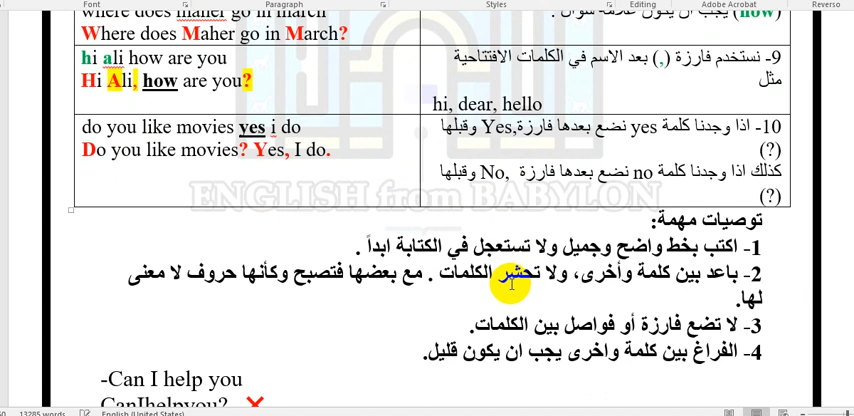 Font
Paragraph
Styles
Editing
Adobe Acrobat
Reverso
where does maher go in march
Where does Maher go in March?
(how) يجب ان يكون علامة سؤال .
hi ali how are you
Hi Ali, how are you?
9- نستخدم فارزة (,) بعد الاسم في الكلمات الافتتاحية
مثل
hi, dear, hello
do you like movies yes i do
Do you like movies? Yes, I do.
10- اذا وجدنا كلمة yes نضع بعدها فارزة,Yes وقبلها
(?)
كذلك اذا وجدنا كلمة no نضع بعدها فارزة ,No وقبلها
(?)
ENGLISH from BABYLON
توصيات مهمة:
1- اكتب بخط واضح وجميل ولا تستعجل في الكتابة ابداً .
2- باعد بين كلمة وأخرى، ولا تحشر الكلمات . مع بعضها فتصبح وكأنها حروف لا معنى
لها.
3- لا تضع فارزة أو فواصل بين الكلمات.
4- الفراغ بين كلمة واخرى يجب ان يكون قليل.
-Can I help you
CanIhelpyou?
13285 words
English (United States)